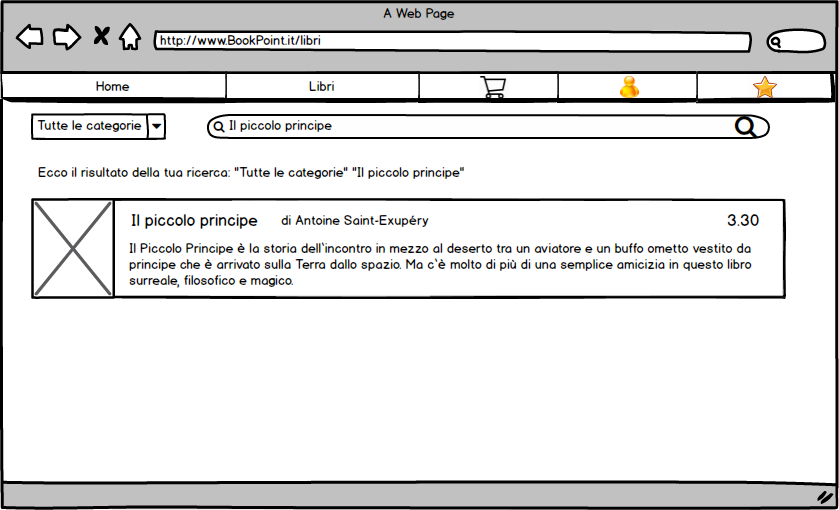 A Web Page
http://www.BookPoint.it/libri
Home
Libri
Tutte le categorie
Il piccolo principe
Ecco il risultato della tua ricerca: "Tutte le categorie" "Il piccolo principe"
Il piccolo principe di Antoine Saint-Exupéry 3.30
Il Piccolo Principe è la storia dell`incontro in mezzo al deserto tra un aviatore e un buffo ometto vestito da
principe che è arrivato sulla Terra dallo spazio. Ma c`è molto di più di una semplice amicizia in questo libro
surreale, filosofico e magico.